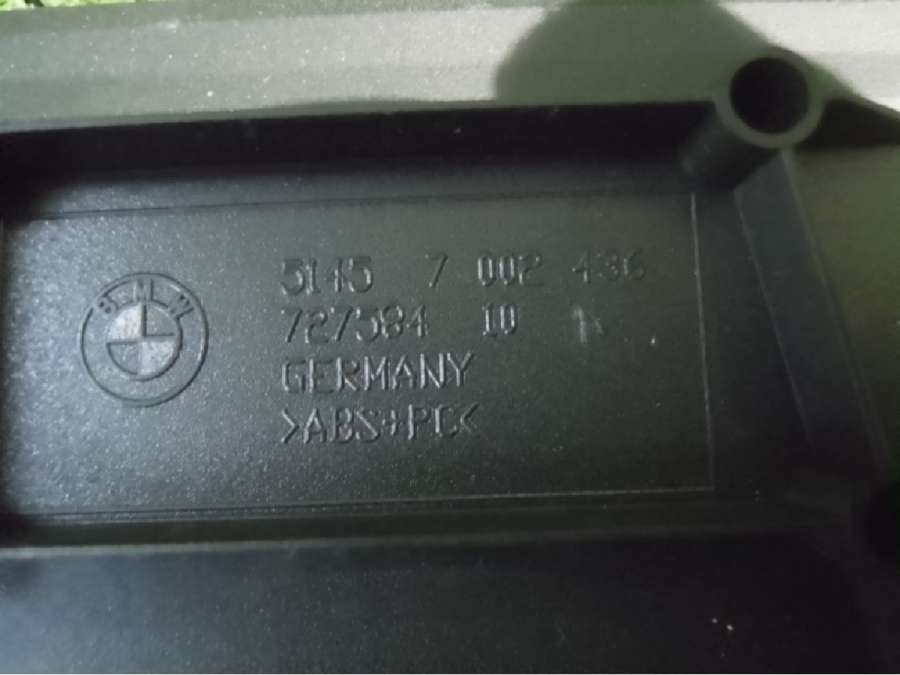 BMW
5145 7 002 436
727584 10
GERMANY
>ABS+PC<